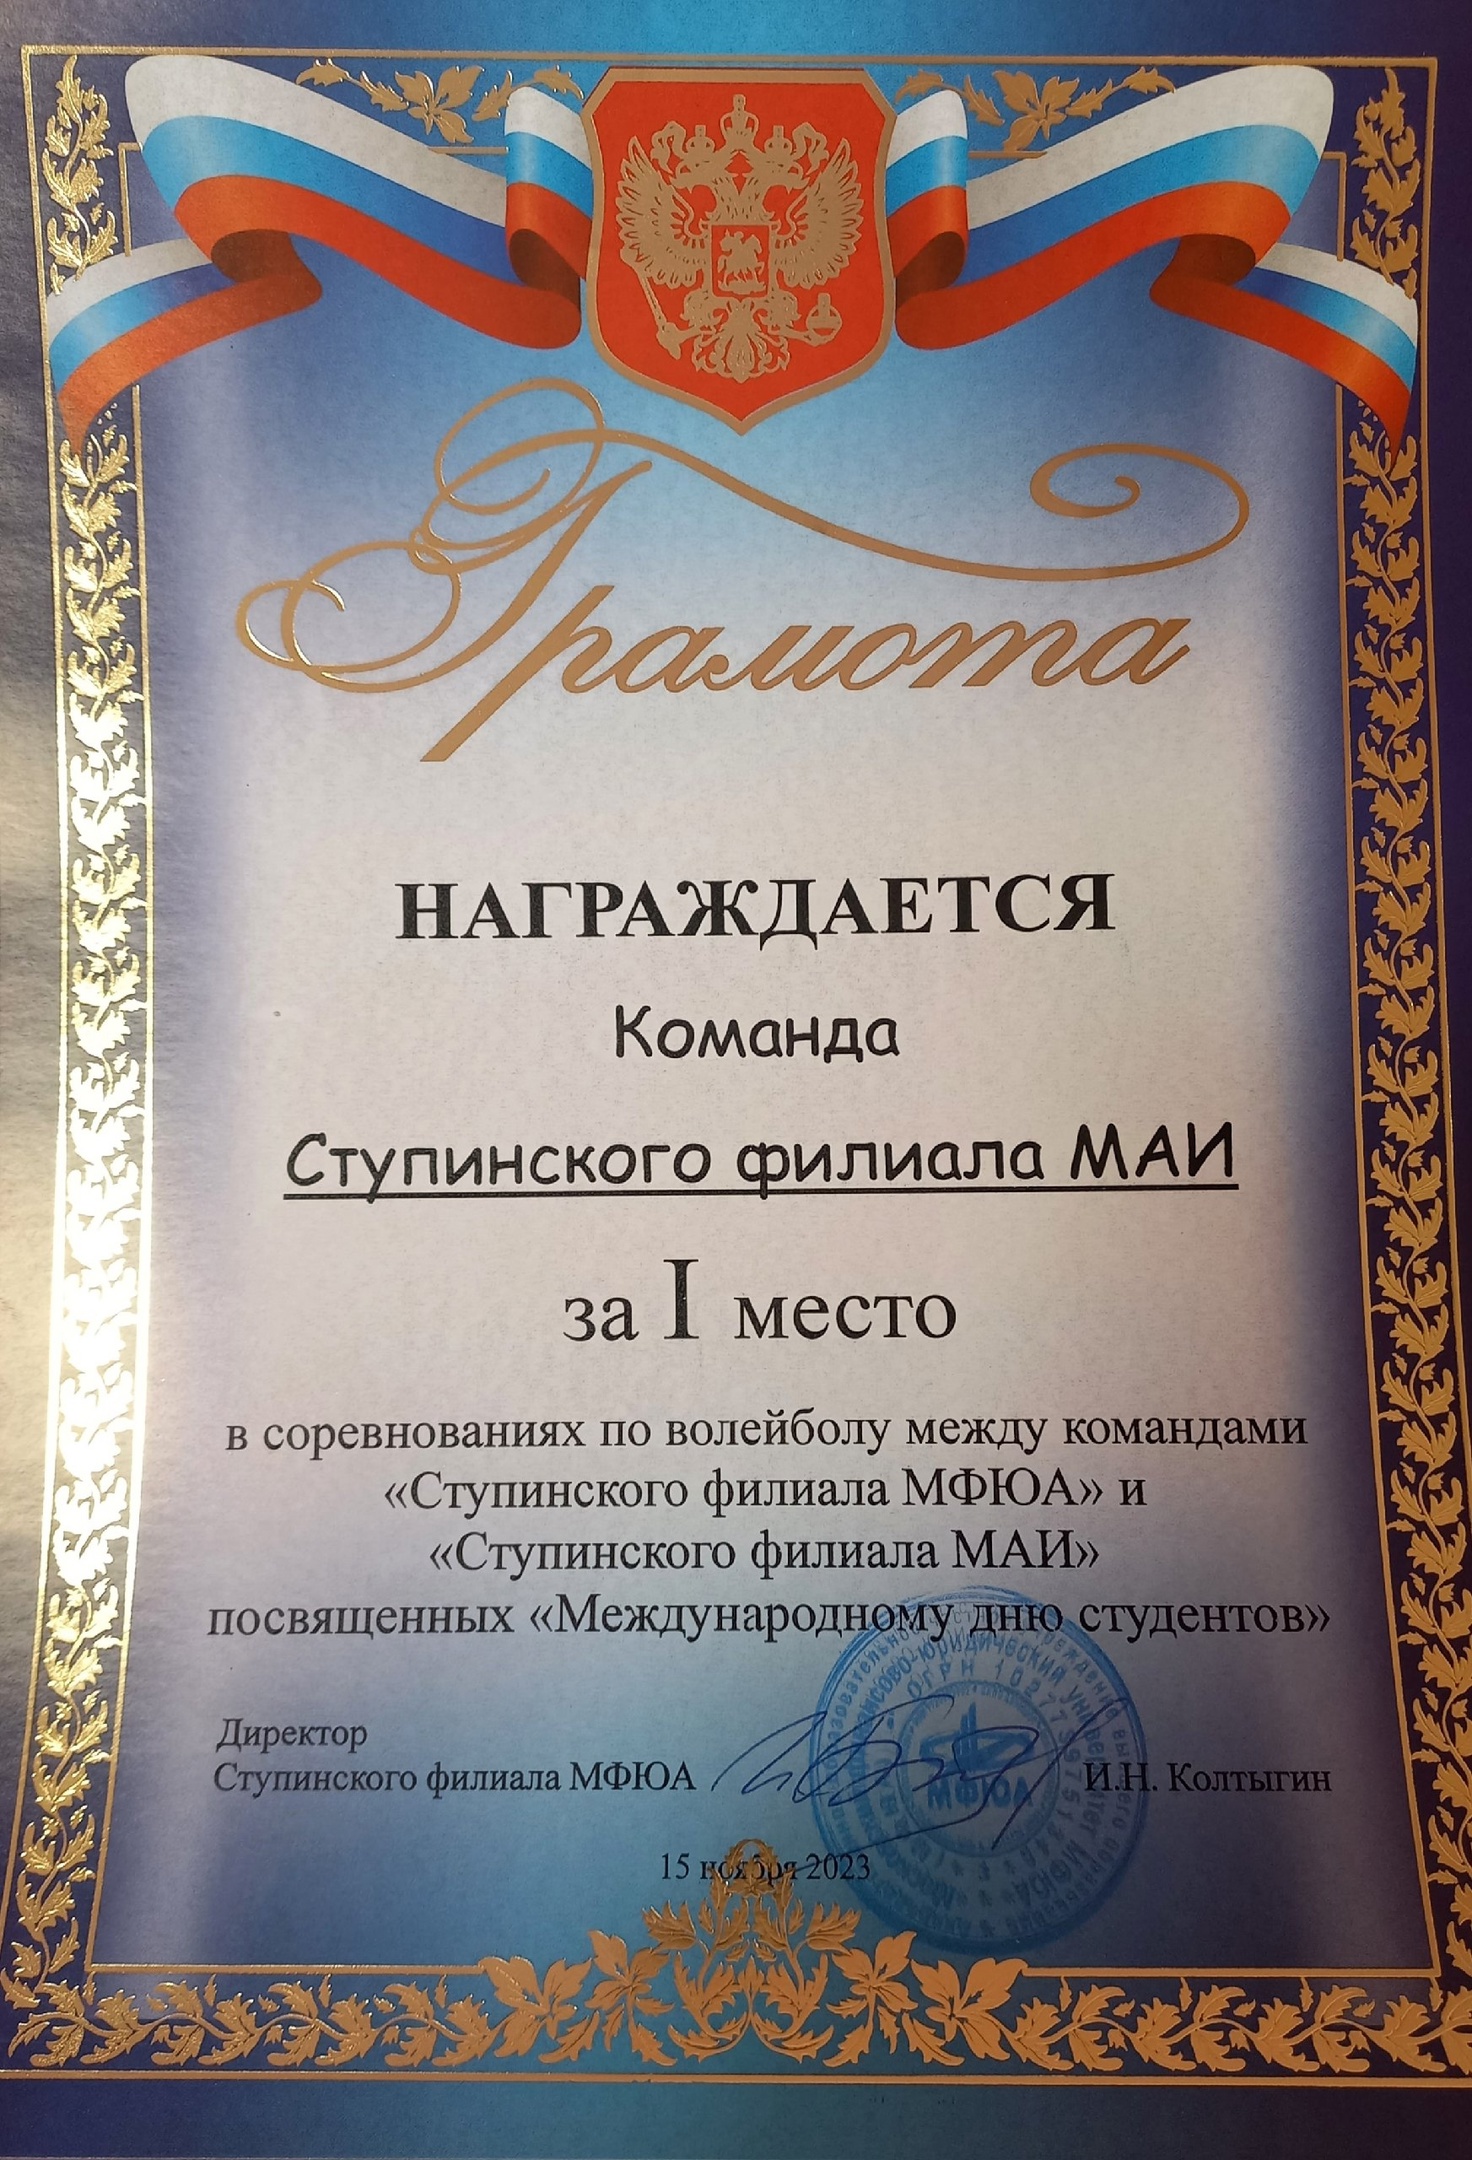 Грамота
НАГРАЖДАЕТСЯ
Команда
Ступинского филиала МАИ
за I место
в соревнованиях по волейболу между командами
«Ступинского филиала МФЮА» и
«Ступинского филиала МАИ»
посвященных «Международному дню студентов»
Директор
Ступинского филиала МФЮА И.Н. Колтыгин
МФЮА
15 ноября 2023